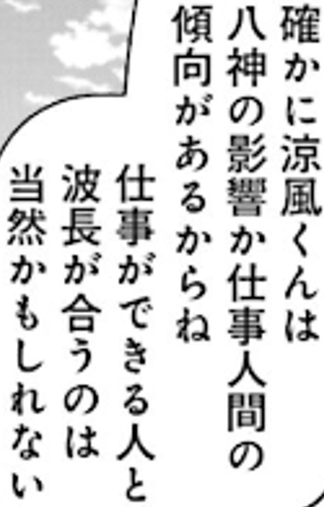 確かに涼風くんは
八神の影響か仕事人間の
傾向があるからね
仕事ができる人と
波長が合うのは
当然かもしれない